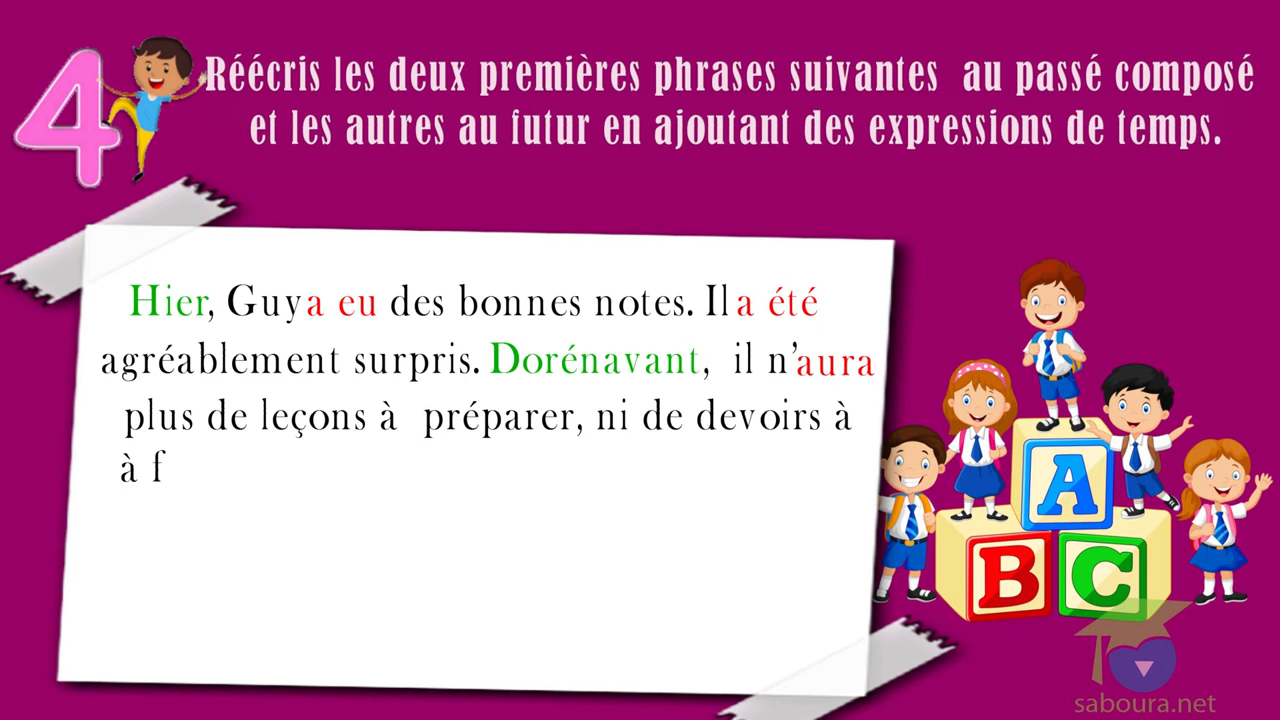 4
Réécris les deux premières phrases suivantes au passé composé
et les autres au futur en ajoutant des expressions de temps.
Hier, Guy a eu des bonnes notes. Il a été
agréablement surpris. Dorénavant, il n'aura
plus de leçons à préparer, ni de devoirs à
à f
A
B C
saboura.net